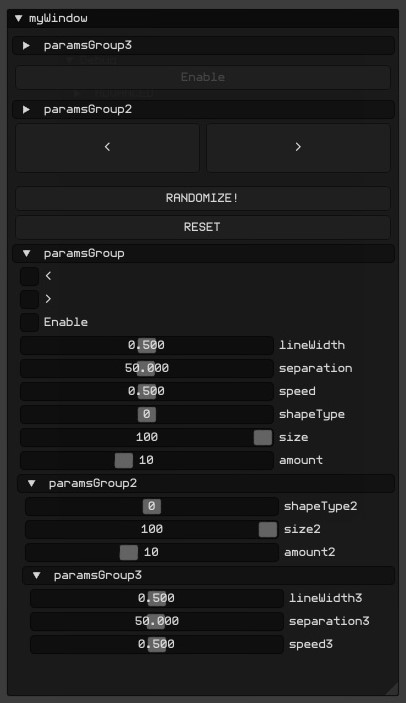 myWindow
paramsGroup3
Enable
paramsGroup2
< >
RANDOMIZE!
RESET
paramsGroup
<
>
Enable
0.500 lineWidth
50.000 separation
0.500 speed
0 shapeType
100 size
10 amount
paramsGroup2
0 shapeType2
100 size2
10 amount2
paramsGroup3
0.500 lineWidth3
50.000 separation3
0.500 speed3